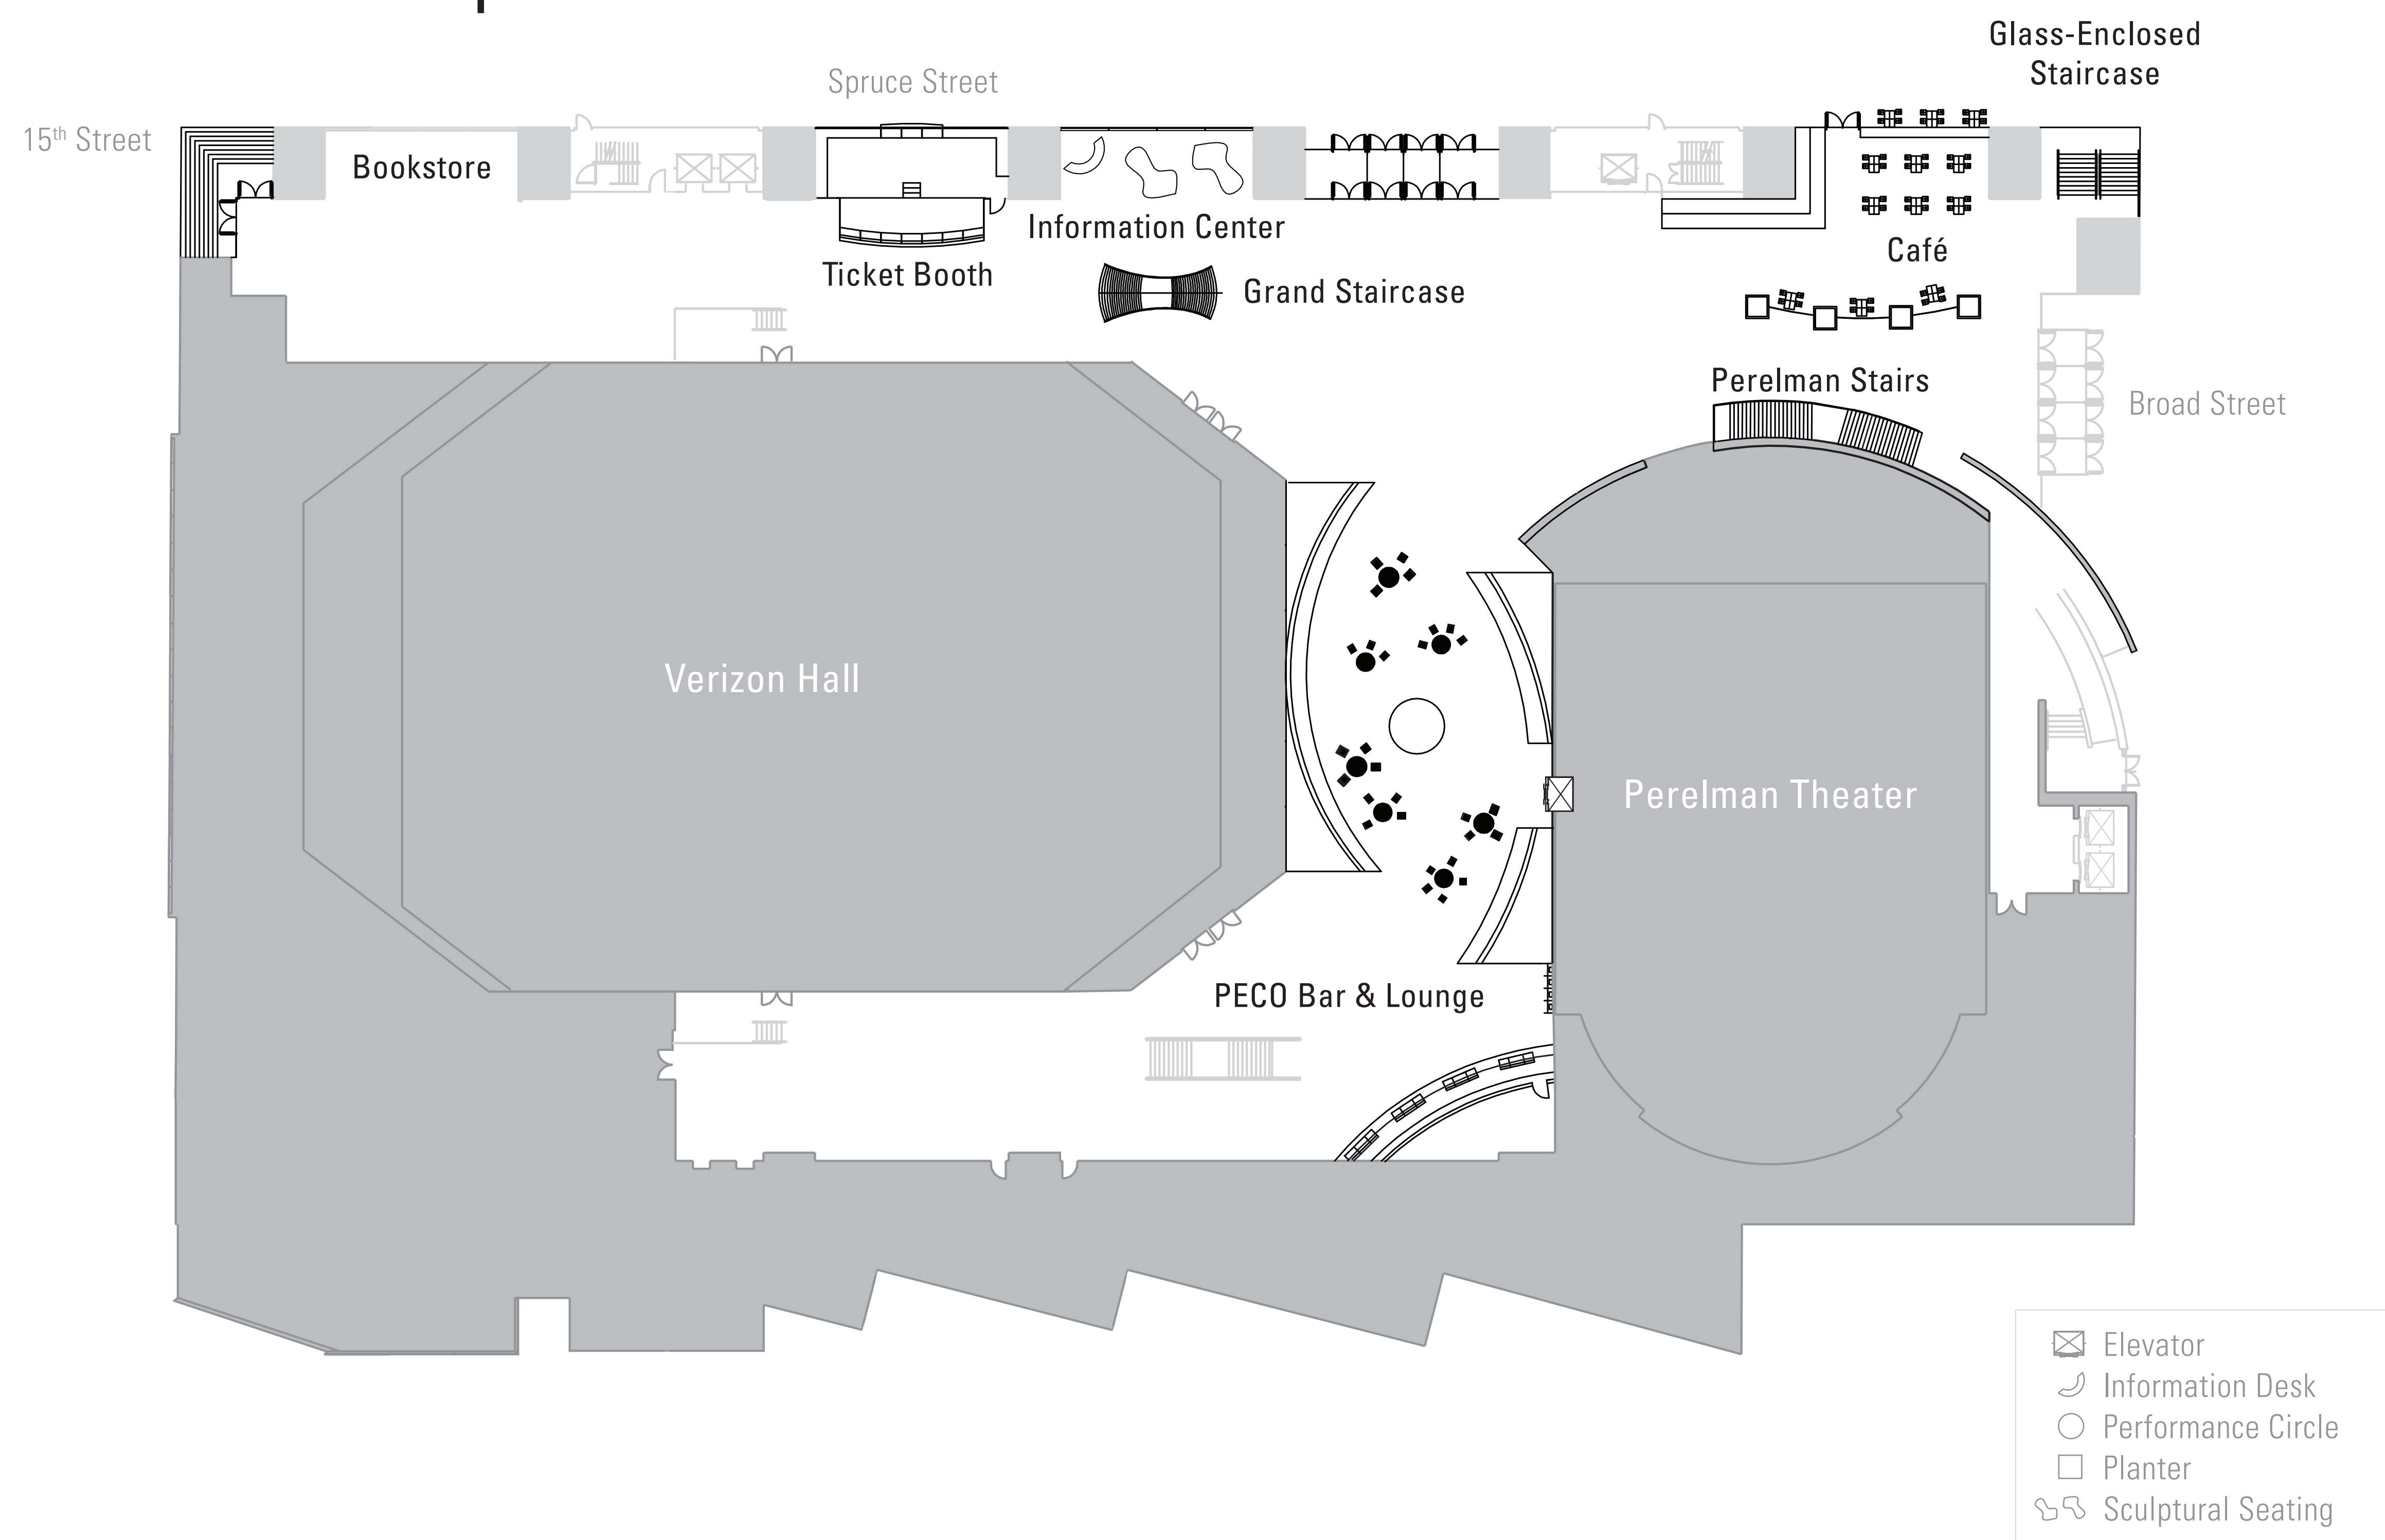 Glass-Enclosed
Staircase
Spruce Street
15th Street
Bookstore
Information Center
Café
Ticket Booth
Grand Staircase
Perelman Stairs
Broad Street
Verizon Hall
Perelman Theater
PECO Bar & Lounge
Elevator
Information Desk
Performance Circle
Planter
Sculptural Seating